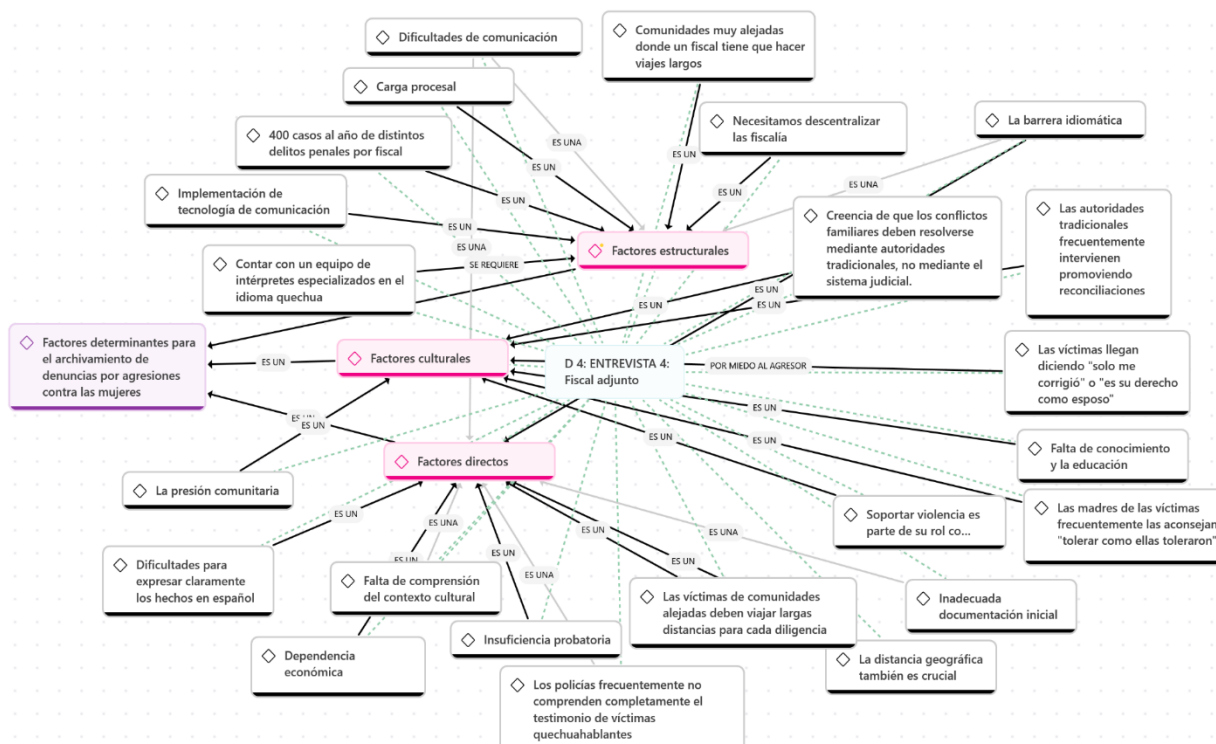 Dificultades de comunicación
Comunidades muy alejadas
donde un fiscal tiene que hacer
viajes largos
Carga procesal
Necesitamos descentralizar
las fiscalía
La barrera idiomática
400 casos al año de distintos
delitos penales por fiscal
ES UNA
ES UN
ES UN
ES UN
ES UN
Implementación de
tecnología de comunicación
ES UN
ES UNA
Creencia de que los conflictos
familiares deben resolverse
mediante autoridades
tradicionales, no mediante el
sistema judicial.
Las autoridades
tradicionales
frecuentemente
intervienen
promoviendo
reconciliaciones
ES UN
ES UNA
Factores estructurales
Contar con un equipo de
intérpretes especializados en el
idioma quechua
SE REQUIERE
ES UN
ES UN
ES UN
Factores determinantes para
el archivamiento de
denuncias por agresiones
contra las mujeres
ES UN
Factores culturales
D 4: ENTREVISTA 4:
Fiscal adjunto
POR MIEDO AL AGRESOR
Las víctimas llegan
diciendo "solo me
corrigió" o "es su derecho
como esposo"
ES UN
ES UN
ES UN
ES UN
ES UN
Falta de conocimiento
y la educación
Factores directos
La presión comunitaria
Soportar violencia es
parte de su rol co...
Las madres de las víctimas
frecuentemente las aconsejan
"tolerar como ellas toleraron"
ES UN
ES UNA
ES UN
ES UNA
ES UN
ES UN
ES UN
ES UNA
Dificultades para
expresar claramente
los hechos en español
Falta de comprensión
del contexto cultural
Las víctimas de comunidades
alejadas deben viajar largas
distancias para cada diligencia
Inadecuada
documentación inicial
Insuficiencia probatoria
Dependencia
económica
La distancia geográfica
también es crucial
Los policías frecuentemente no
comprenden completamente el
testimonio de víctimas
quechuahablantes